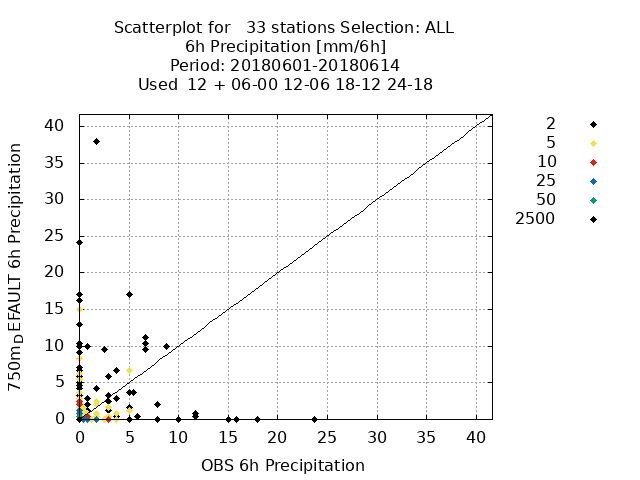 Scatterplot for 33 stations Selection: ALL
6h Precipitation [mm/6h]
Period: 20180601-20180614
Used 12 + 06-00 12-06 18-12 24-18
2
5
10
25
50
2500
40
35
30
25
20
15
10
5
0
750mDEFAULT 6h Precipitation
0 5 10 15 20 25 30 35 40
OBS 6h Precipitation